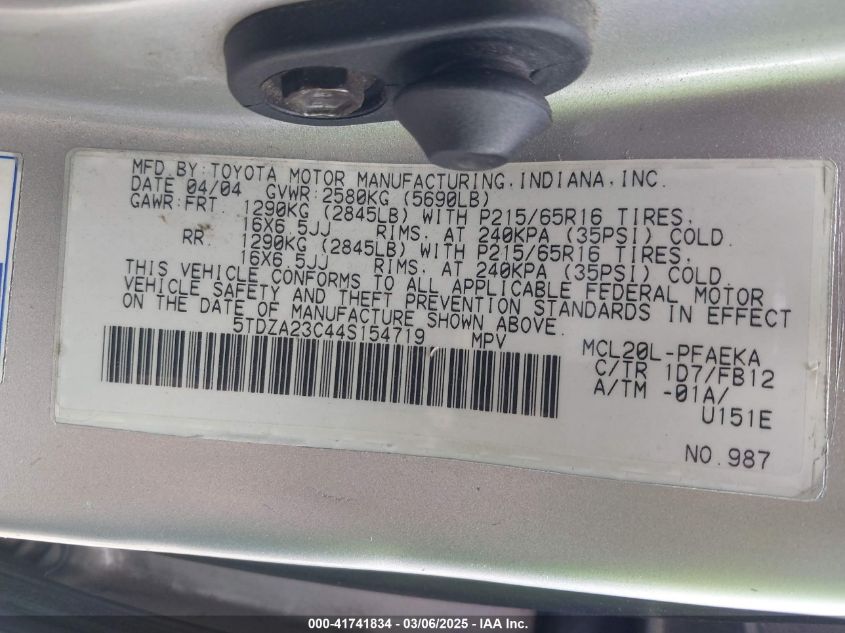 MFD.BY:TOYOTA MOTOR MANUFACTURING,INDIANA,INC.
DATE 04/04 GVWR:2580KG (5690LB)
GAWR:FRT. 1290KG (2845LB) WITH P215/65R16 TIRES.
16X6.5JJ RIMS. AT 240KPA (35PSI) COLD.
RR. 1290KG (2845LB) WITH P215/65R16 TIRES.
16X6.5JJ RIMS. AT 240KPA (35PSI) COLD.
THIS VEHICLE CONFORMS TO ALL APPLICABLE FEDERAL MOTOR
VEHICLE SAFETY AND THEFT PREVENTION STANDARDS IN EFFECT
ON THE DATE OF MANUFACTURE SHOWN ABOVE.
5TDZA23C44S154719 MPV
MCL20L-PFAEKA
C/TR 1D7/FB12
A/TM -01A/
U151E
NO.987
000-41741834 - 03/06/2025 - IAA Inc.